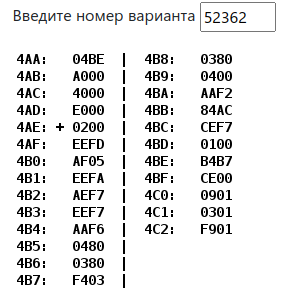 Введите номер варианта 52362
4AA: 04BE | 4B8: 0380
4AB: A000 | 4B9: 0400
4AC: 4000 | 4BA: AAF2
4AD: E000 | 4BB: 84AC
4AE: + 0200 | 4BC: CEF7
4AF: EEFD | 4BD: 0100
4B0: AF05 | 4BE: B4B7
4B1: EEFA | 4BF: CE00
4B2: AEF7 | 4C0: 0901
4B3: EEF7 | 4C1: 0301
4B4: AAF6 | 4C2: F901
4B5: 0480 |
4B6: 0380 |
4B7: F403 |